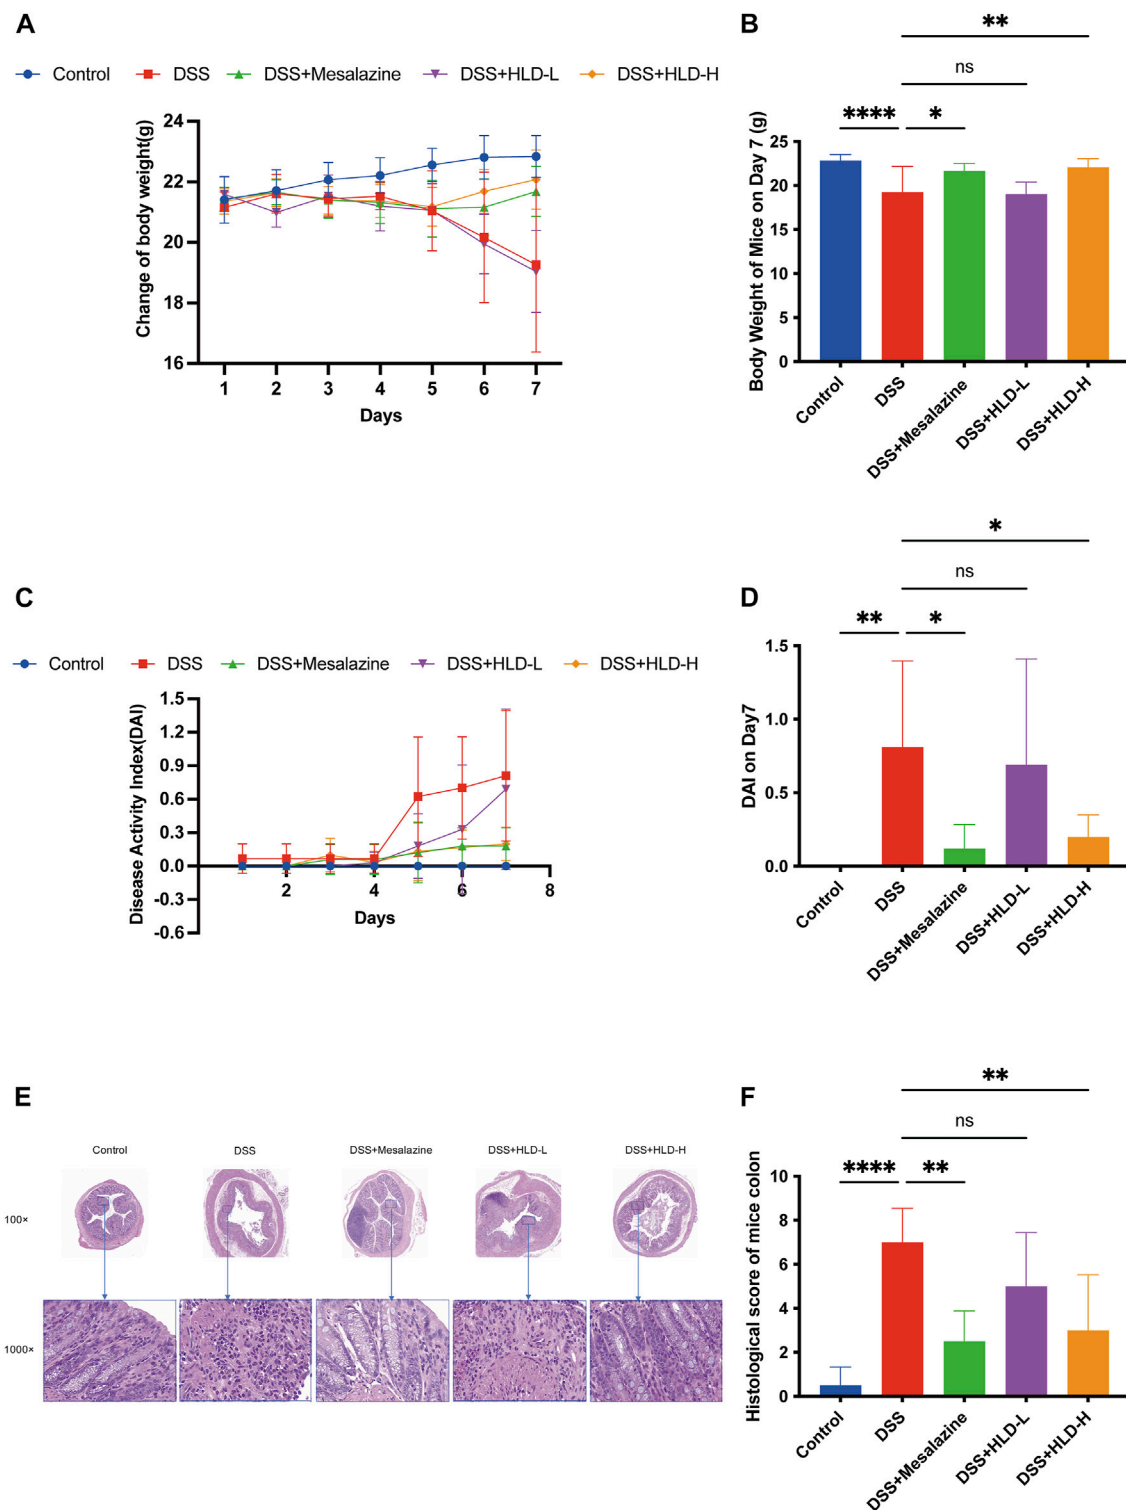 A
Control DSS DSS+Mesalazine DSS+HLD-L DSS+HLD-H
Change of body weight(g)
24
22
20
18
16
1 2 3 4 5 6 7
Days
B
**
ns
**** *
Body Weight of Mice on Day 7 (g)
25
20
15
10
5
0
Control
DSS
DSS+Mesalazine
DSS+HLD-L
DSS+HLD-H
C
Control DSS DSS+Mesalazine DSS+HLD-L DSS+HLD-H
Disease Activity Index(DAI)
1.5
1.2
0.9
0.6
0.3
0.0
-0.3
-0.6
2 4 6 8
Days
D
*
ns
** *
DAI on Day7
1.5
1.0
0.5
0.0
Control
DSS
DSS+Mesalazine
DSS+HLD-L
DSS+HLD-H
E
Control DSS DSS+Mesalazine DSS+HLD-L DSS+HLD-H
100×
1000×
F
**
ns
**** **
Histological score of mice colon
10
8
6
4
2
0
Control
DSS
DSS+Mesalazine
DSS+HLD-L
DSS+HLD-H